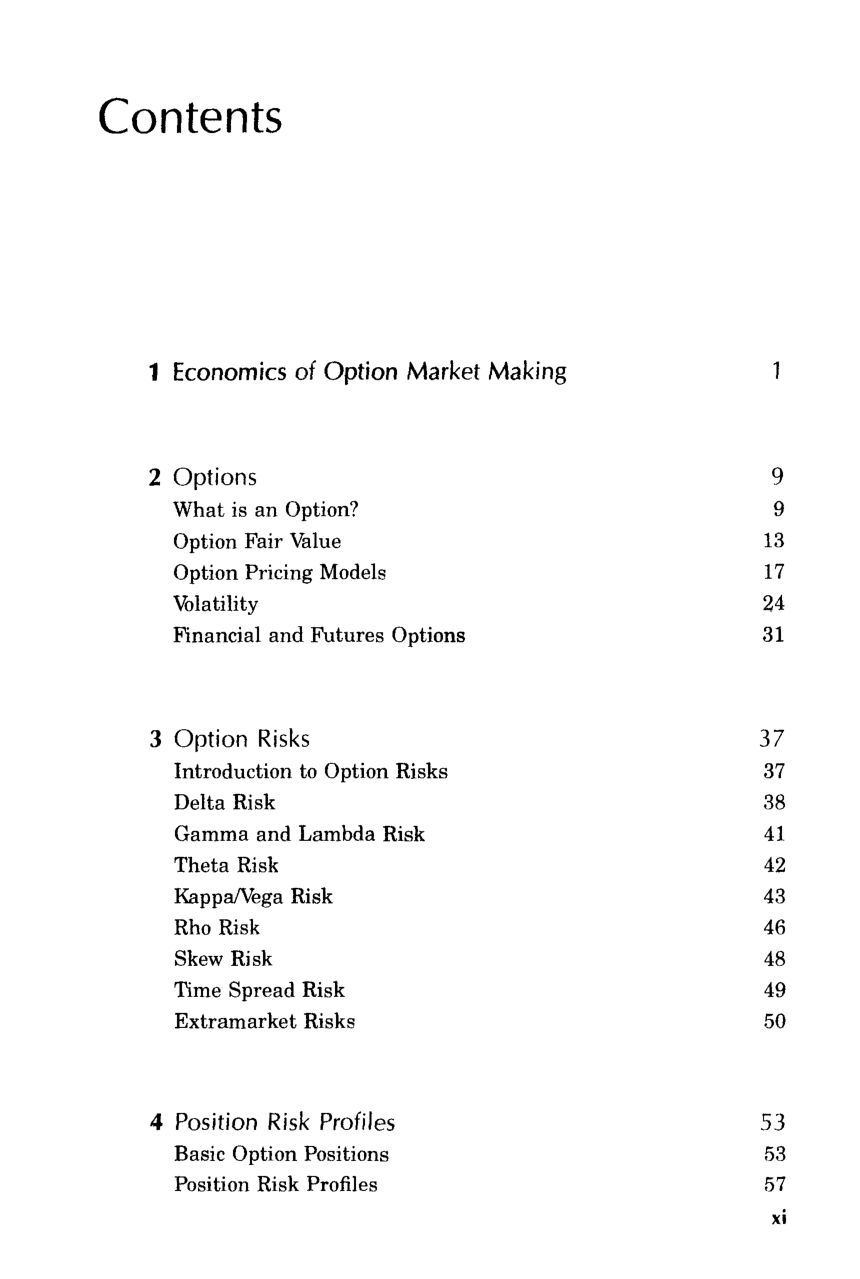 Contents
1 Economics of Option Market Making 1
2 Options 9
What is an Option? 9
Option Fair Value 13
Option Pricing Models 17
Volatility 24
Financial and Futures Options 31
3 Option Risks 37
Introduction to Option Risks 37
Delta Risk 38
Gamma and Lambda Risk 41
Theta Risk 42
Kappa/Vega Risk 43
Rho Risk 46
Skew Risk 48
Time Spread Risk 49
Extramarket Risks 50
4 Position Risk Profiles 53
Basic Option Positions 53
Position Risk Profiles 57
xi